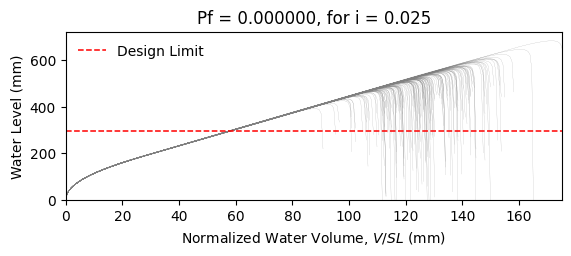 Pf = 0.000000, for i = 0.025
Design Limit
Water Level (mm)
600
400
200
0
0 20 40 60 80 100 120 140 160
Normalized Water Volume, V/SL (mm)